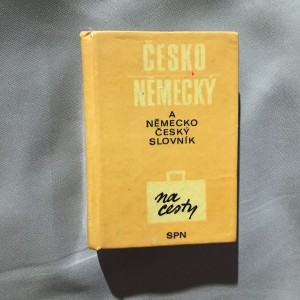 ČESKO
NĚMECKÝ
A
NĚMECKO
ČESKÝ
SLOVNÍK
na
cesty
SPN